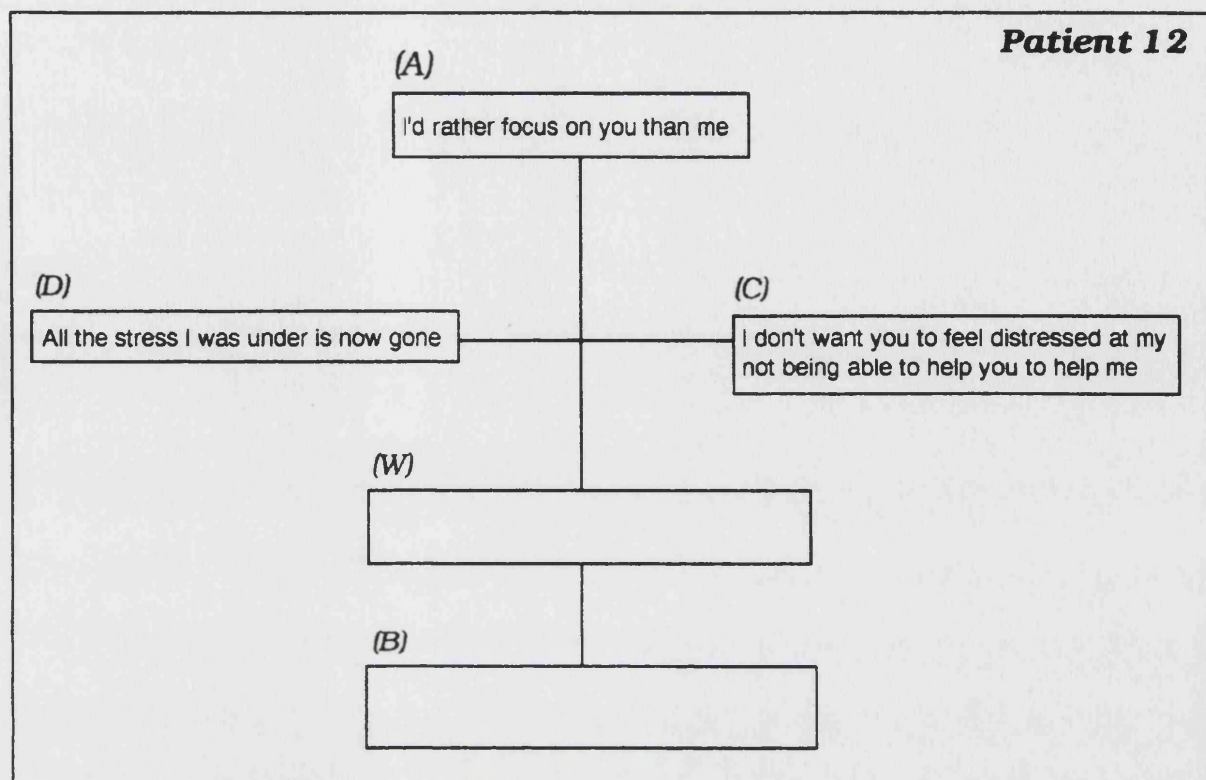 Patient 12
(A)
I'd rather focus on you than me
(D)
All the stress I was under is now gone
(C)
I don't want you to feel distressed at my
not being able to help you to help me
(W)
(B)